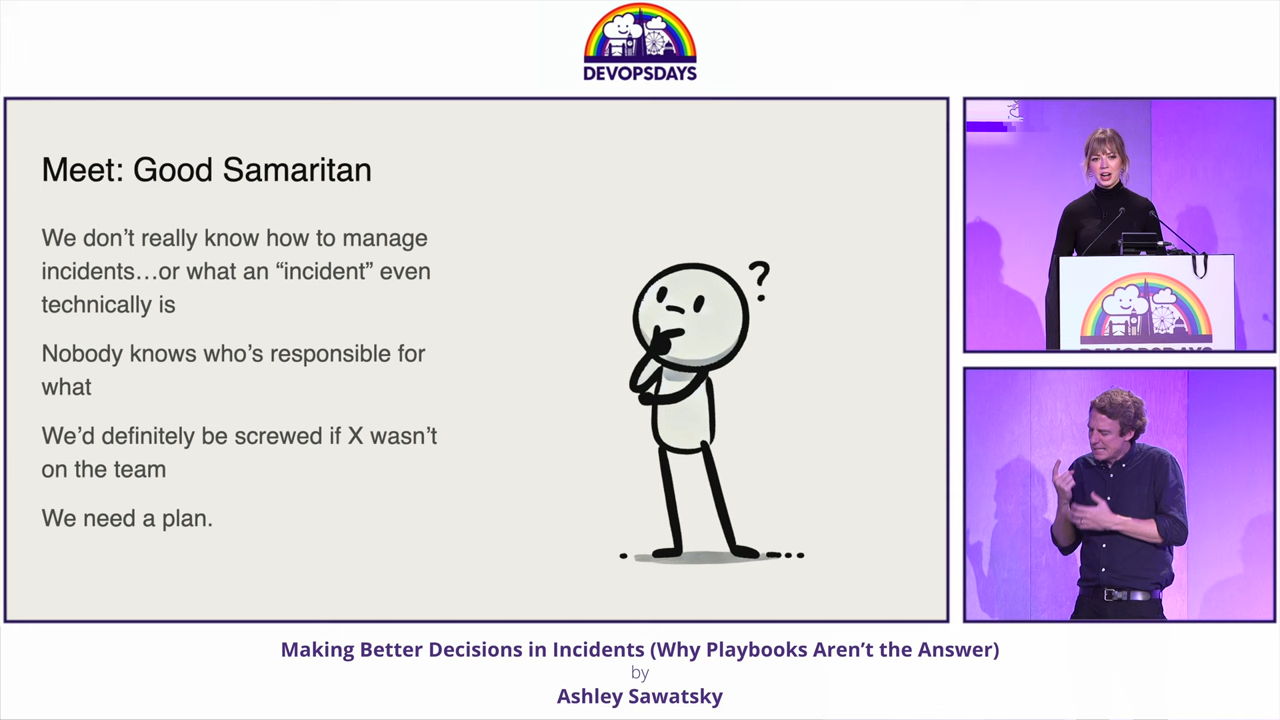 DEVOPSDAYS
Meet: Good Samaritan
We don’t really know how to manage
incidents…or what an “incident” even
technically is
Nobody knows who’s responsible for
what
We’d definitely be screwed if X wasn’t
on the team
We need a plan.
?
DEVOPSDAYS
Making Better Decisions in Incidents (Why Playbooks Aren’t the Answer)
by
Ashley Sawatsky